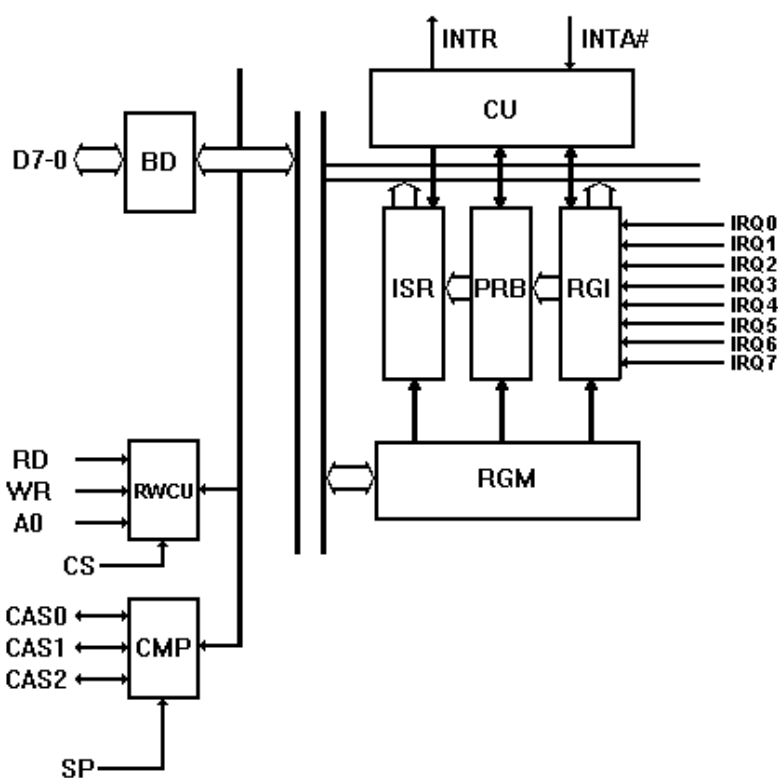 INTR
INTA#
CU
D7-0
BD
ISR
PRB
RGI
IRQ0
IRQ1
IRQ2
IRQ3
IRQ4
IRQ5
IRQ6
IRQ7
RD
WR
A0
RWCU
RGM
CS
CAS0
CAS1
CAS2
CMP
SP